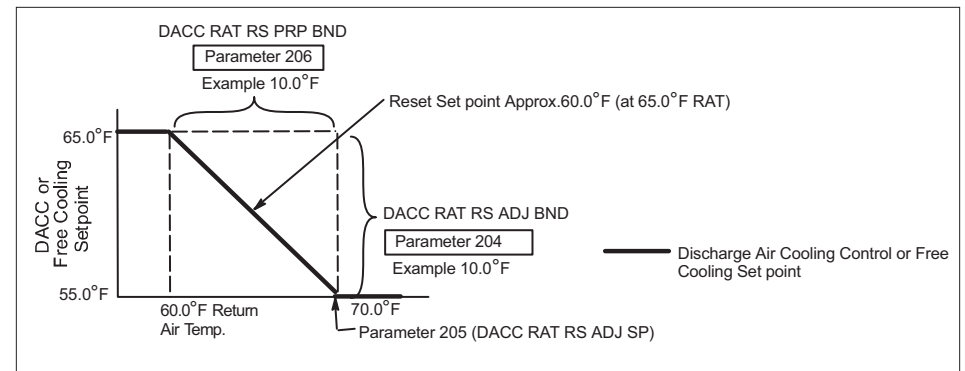 DACC RAT RS PRP BND
Parameter 206
Example 10.0°F
Reset Set point Approx.60.0°F (at 65.0°F RAT)
65.0°F
DACC or
Free Cooling
Setpoint
DACC RAT RS ADJ BND
Parameter 204
Example 10.0°F
Discharge Air Cooling Control or Free
Cooling Set point
55.0°F
60.0°F Return
Air Temp.
70.0°F
Parameter 205 (DACC RAT RS ADJ SP)